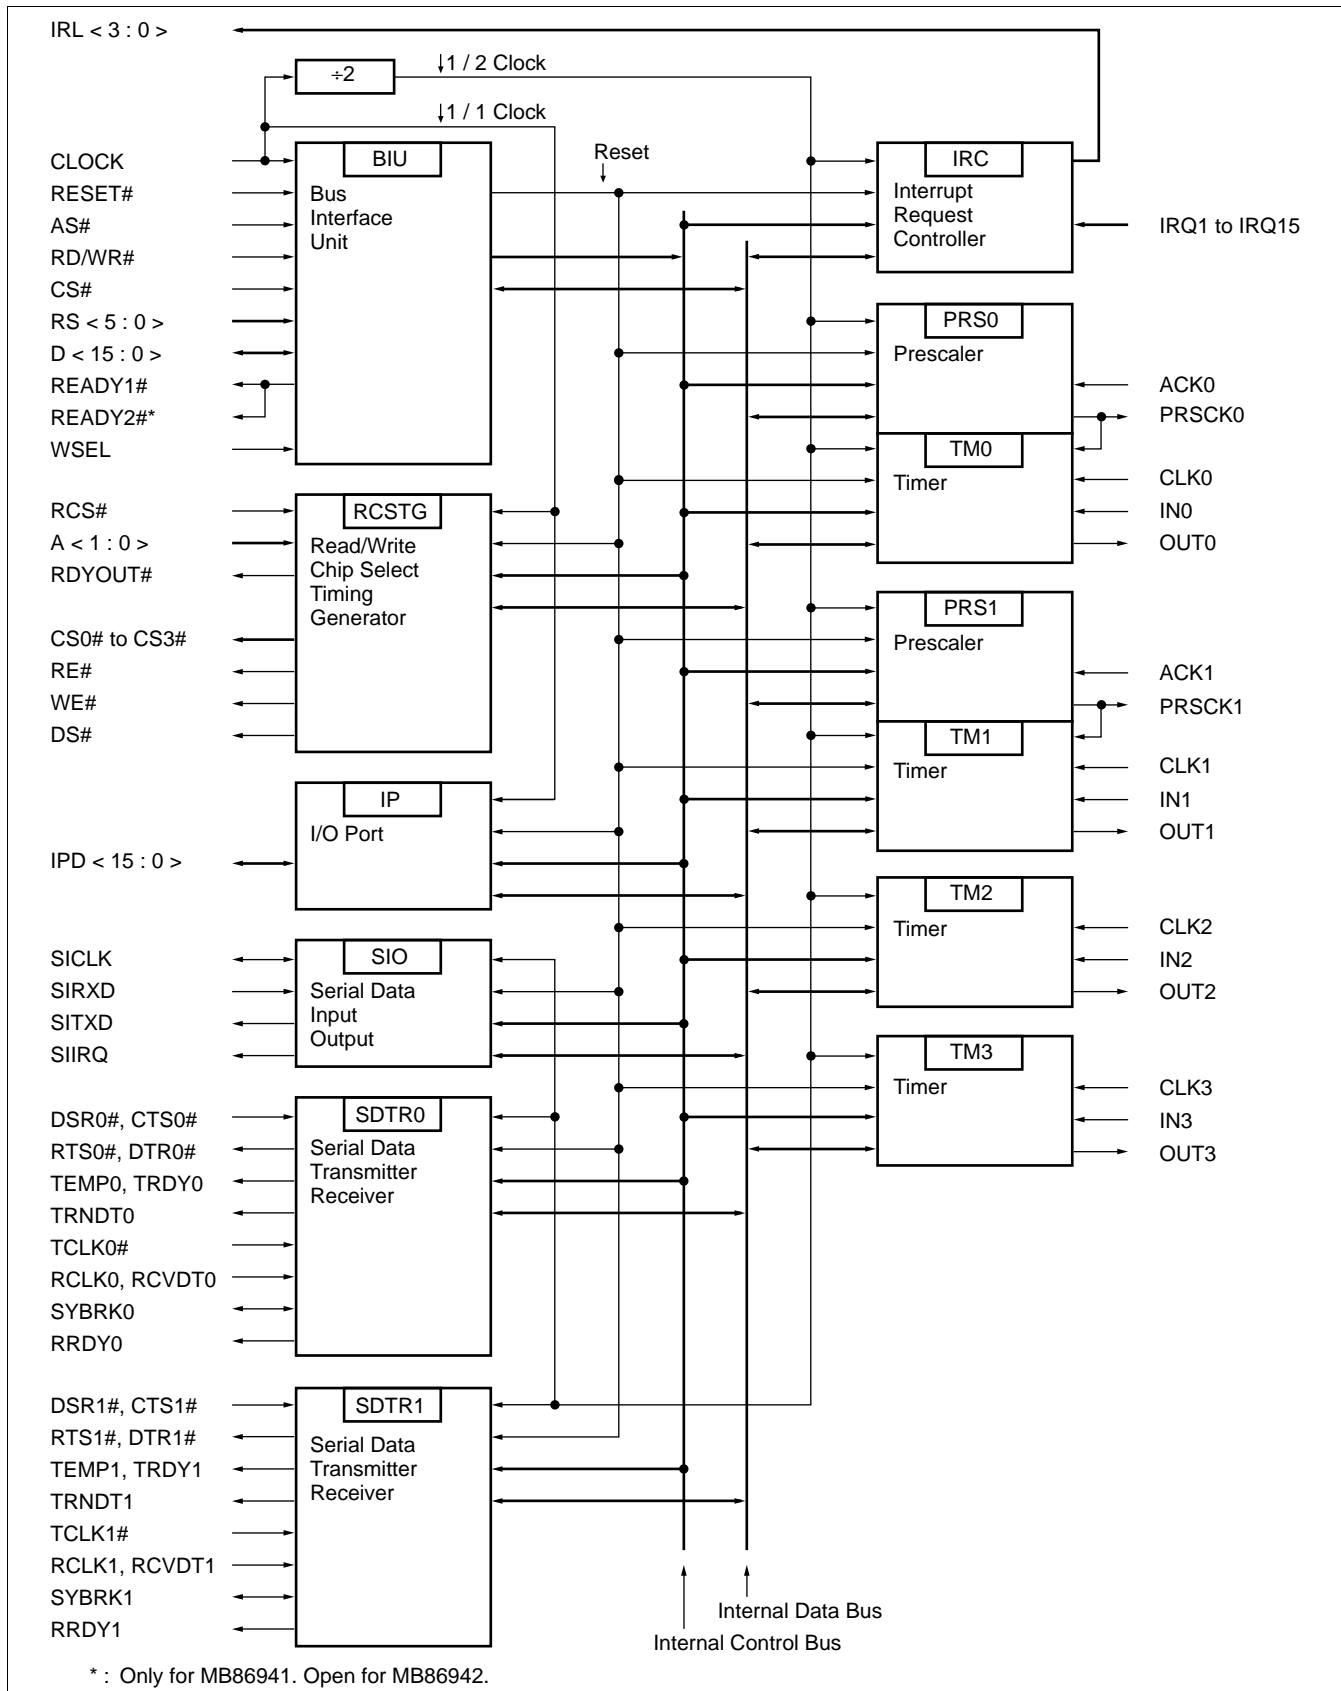 IRL < 3 : 0 >
÷2
↓1 / 2 Clock
↓1 / 1 Clock
CLOCK
RESET#
AS#
RD/WR#
CS#
RS < 5 : 0 >
D < 15 : 0 >
READY1#
READY2#*
WSEL
BIU
Bus
Interface
Unit
Reset
IRC
Interrupt
Request
Controller
IRQ1 to IRQ15
PRS0
Prescaler
ACK0
PRSCK0
TM0
Timer
CLK0
IN0
OUT0
RCS#
A < 1 : 0 >
RDYOUT#
CS0# to CS3#
RE#
WE#
DS#
RCSTG
Read/Write
Chip Select
Timing
Generator
PRS1
Prescaler
ACK1
PRSCK1
TM1
Timer
CLK1
IN1
OUT1
IP
I/O Port
IPD < 15 : 0 >
TM2
Timer
CLK2
IN2
OUT2
SICLK
SIRXD
SITXD
SIIRQ
SIO
Serial Data
Input
Output
TM3
Timer
CLK3
IN3
OUT3
DSR0#, CTS0#
RTS0#, DTR0#
TEMP0, TRDY0
TRNDT0
TCLK0#
RCLK0, RCVDT0
SYBRK0
RRDY0
SDTR0
Serial Data
Transmitter
Receiver
DSR1#, CTS1#
RTS1#, DTR1#
TEMP1, TRDY1
TRNDT1
TCLK1#
RCLK1, RCVDT1
SYBRK1
RRDY1
SDTR1
Serial Data
Transmitter
Receiver
Internal Data Bus
Internal Control Bus
* : Only for MB86941. Open for MB86942.